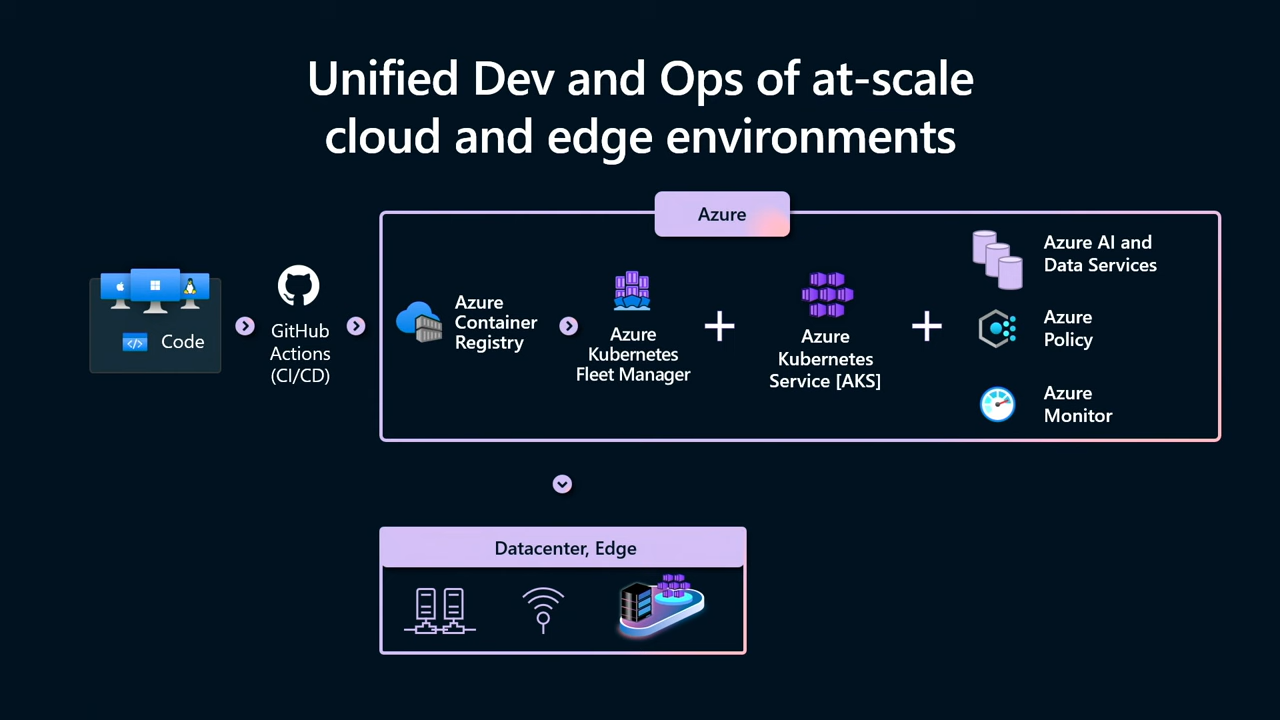 Unified Dev and Ops of at-scale
cloud and edge environments
Azure
Code
GitHub
Actions
(CI/CD)
Azure
Container
Registry
Azure
Kubernetes
Fleet Manager
Azure
Kubernetes
Service [AKS]
Azure AI and
Data Services
Azure
Policy
Azure
Monitor
Datacenter, Edge